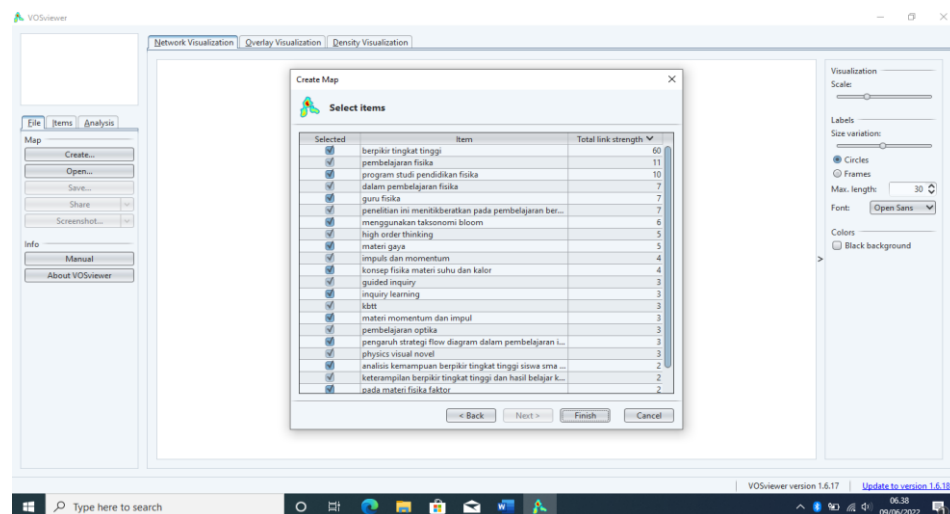 VOSviewer
Network Visualization Overlay Visualization Density Visualization
File Items Analysis
Map
Create...
Open...
Save...
Share
Screenshot...
Info
Manual
About VOSviewer
Create Map
Select items
Selected Item Total link strength
berpikir tingkat tinggi 60
pembelajaran fisika 11
program studi pendidikan fisika 10
dalam pembelajaran fisika 7
guru fisika 7
penelitian ini menitikberatkan pada pembelajaran ber... 7
menggunakan taksonomi bloom 6
high order thinking 5
materi gaya 5
impuls dan momentum 4
konsep fisika materi suhu dan kalor 4
guided inquiry 3
inquiry learning 3
kbtt 3
materi momentum dan impul 3
pembelajaran optika 3
pengaruh strategi flow diagram dalam pembelajaran i... 3
physics visual novel 3
analisis kemampuan berpikir tingkat tinggi siswa sma ... 2
keterampilan berpikir tingkat tinggi dan hasil belajar k... 2
pada materi fisika faktor 2
< Back Next > Finish Cancel
Visualization
Scale:
Labels
Size variation:
Circles
Frames
Max. length: 30
Font: Open Sans
Colors
Black background
>
VOSviewer version 1.6.17 Update to version 1.6.18
Type here to search
06.38
09/06/2022